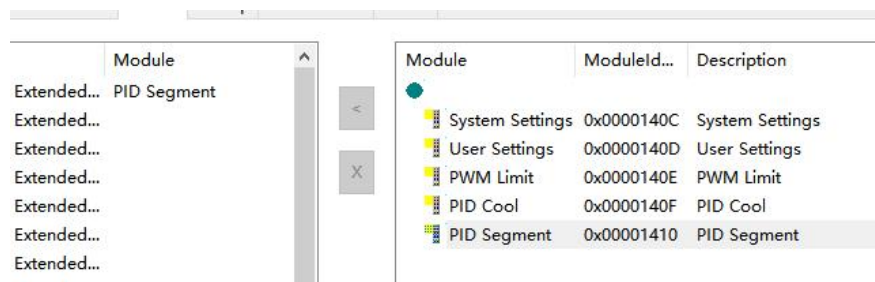 Module
Extended... PID Segment
Extended...
Extended...
Extended...
Extended...
Extended...
Extended...
<
X
Module ModuleId... Description
System Settings 0x0000140C System Settings
User Settings 0x0000140D User Settings
PWM Limit 0x0000140E PWM Limit
PID Cool 0x0000140F PID Cool
PID Segment 0x00001410 PID Segment